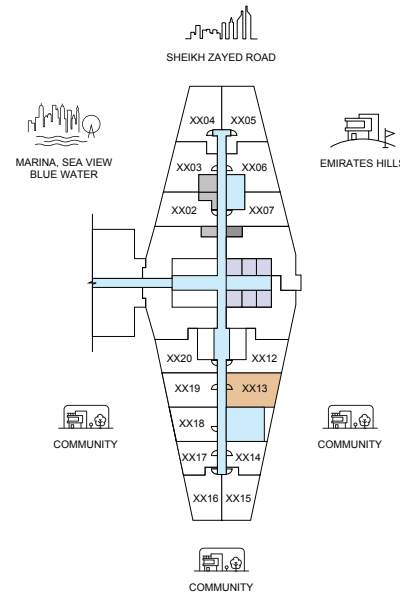 SHEIKH ZAYED ROAD
MARINA, SEA VIEW
BLUE WATER
EMIRATES HILLS
XX04 XX05
XX03 XX06
XX02 XX07
XX20 XX12
XX19 XX13
XX18
XX17 XX14
XX16 XX15
COMMUNITY
COMMUNITY
COMMUNITY